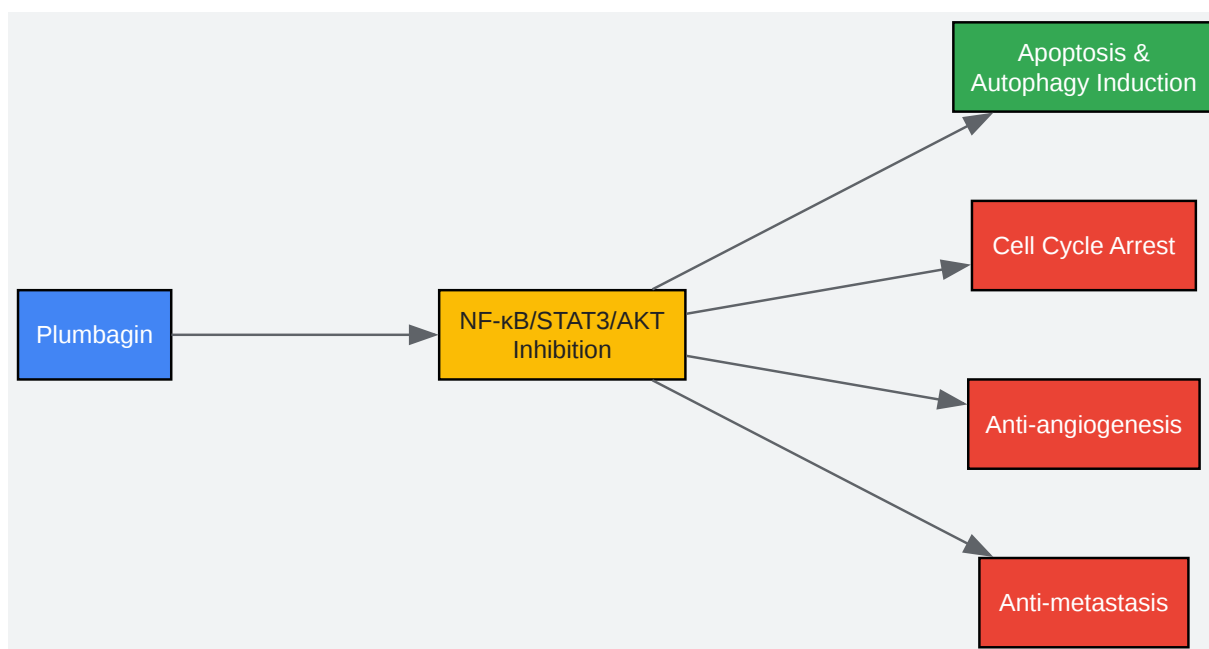 Apoptosis &
Autophagy Induction
Cell Cycle Arrest
Plumbagin
NF-κB/STAT3/AKT
Inhibition
Anti-angiogenesis
Anti-metastasis